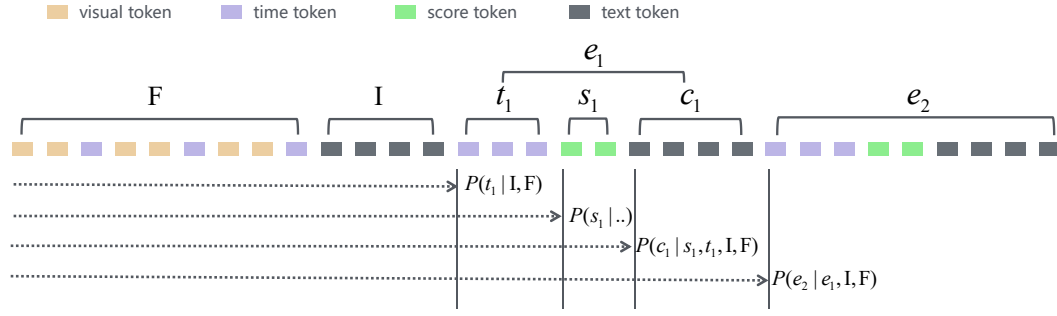 visual token time token score token text token
e₁
F I t₁ s₁ c₁ e₂
P(t₁ | I, F)
P(s₁ | ..)
P(c₁ | s₁, t₁, I, F)
P(e₂ | e₁, I, F)